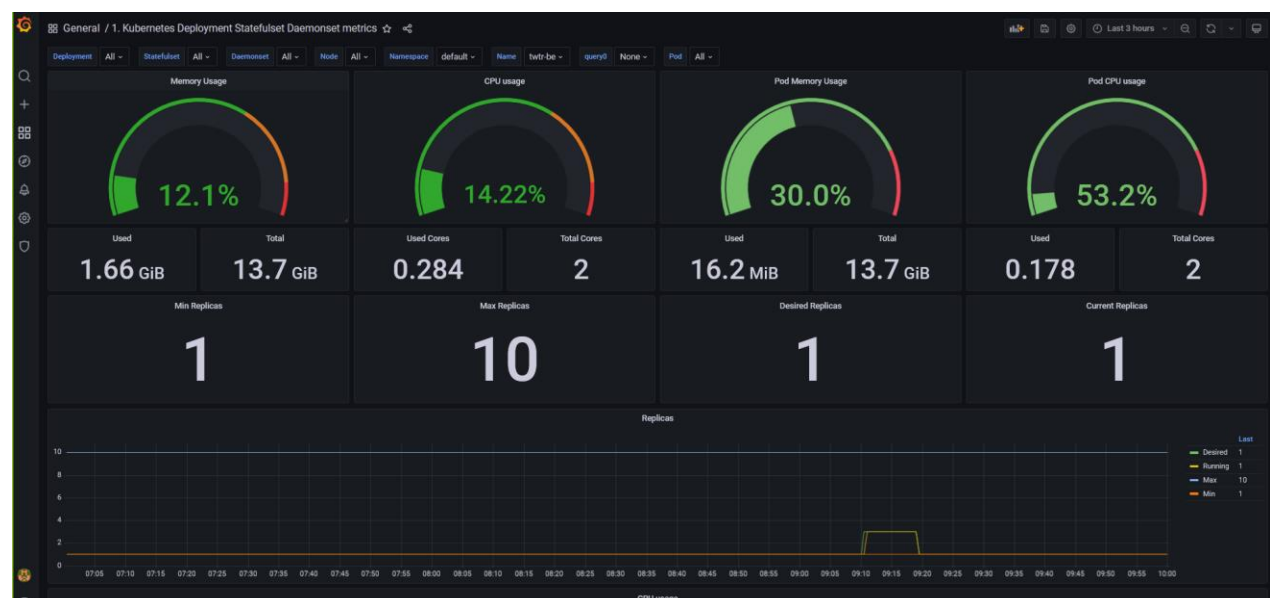 General / 1. Kubernetes Deployment Statefulset Daemonset metrics
Last 3 hours
Deployment All Statefulset All Daemonset All Node All Namespace default Name twtr-be query0 None Pod All
Memory Usage CPU usage Pod Memory Usage Pod CPU usage
12.1% 14.22% 30.0% 53.2%
Used Total Used Cores Total Cores Used Total Used Total Cores
1.66 GiB 13.7 GiB 0.284 2 16.2 MiB 13.7 GiB 0.178 2
Min Replicas Max Replicas Desired Replicas Current Replicas
1 10 1 1
Replicas
Last
Desired 1
Running 1
Max 10
Min 1
10
8
6
4
2
0
07:05 07:10 07:15 07:20 07:25 07:30 07:35 07:40 07:45 07:50 07:55 08:00 08:05 08:10 08:15 08:20 08:25 08:30 08:35 08:40 08:45 08:50 08:55 09:00 09:05 09:10 09:15 09:20 09:25 09:30 09:35 09:40 09:45 09:50 09:55 10:00
CPU usage